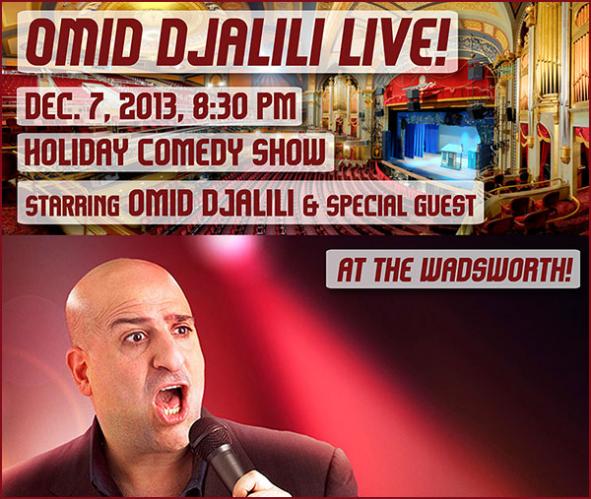 OMID DJALILI LIVE!
DEC. 7, 2013, 8:30 PM
HOLIDAY COMEDY SHOW
STARRING OMID DJALILI & SPECIAL GUEST
AT THE WADSWORTH!